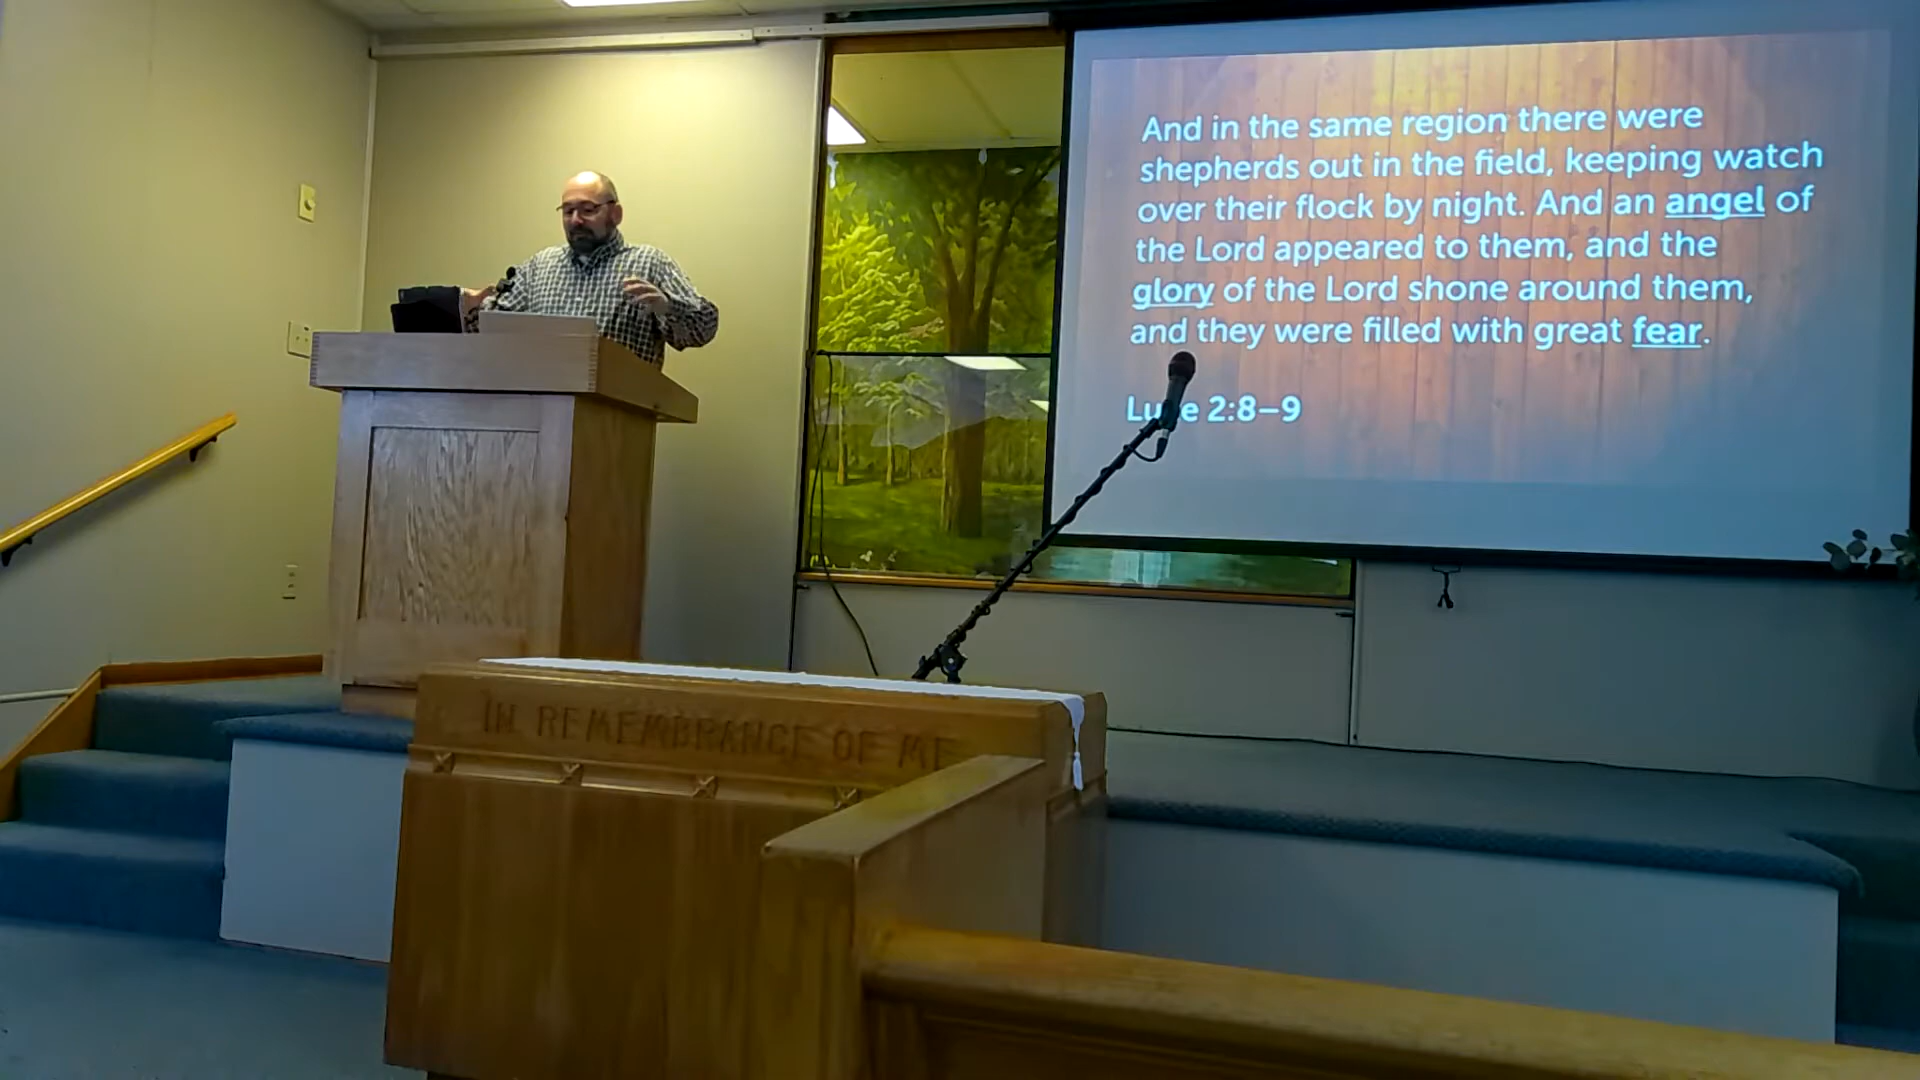 And in the same region there were
shepherds out in the field, keeping watch
over their flock by night. And an angel of
the Lord appeared to them, and the
glory of the Lord shone around them,
and they were filled with great fear.
Luke 2:8–9
IN REMEMBRANCE OF ME